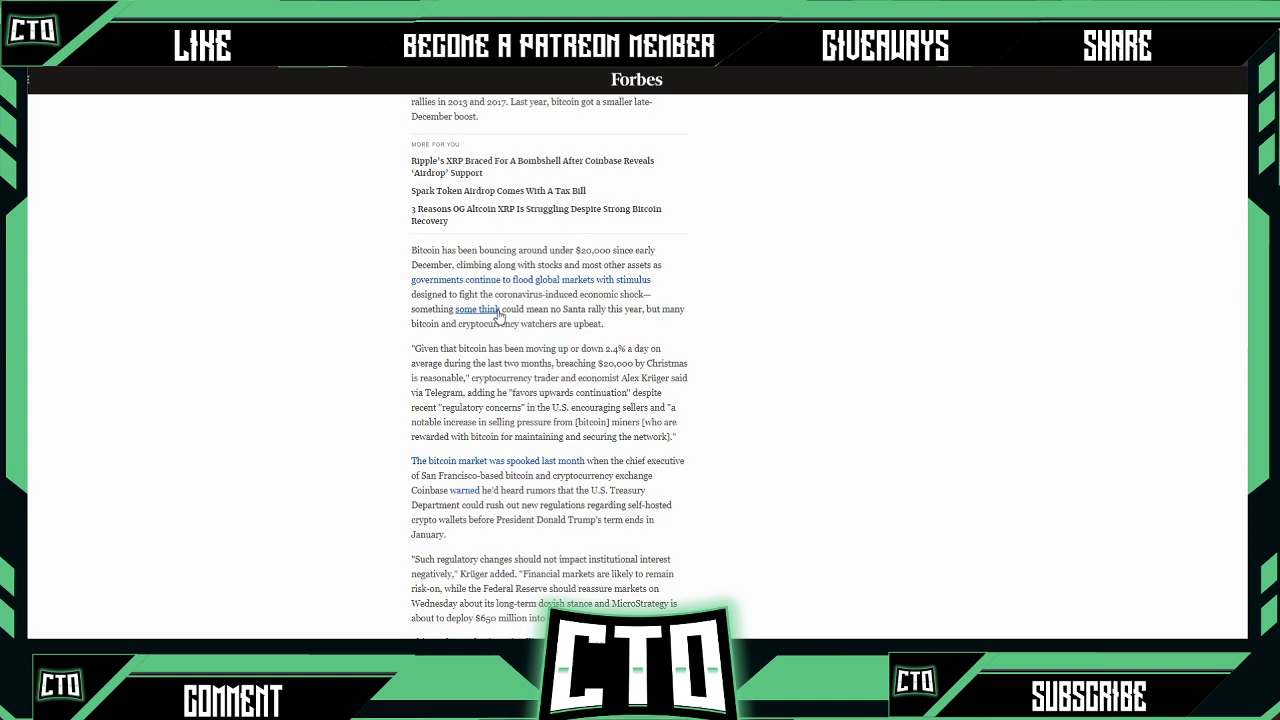 CTO
LIKE
BECOME A PATREON MEMBER
GIVEAWAYS
SHARE
Forbes
rallies in 2013 and 2017. Last year, bitcoin got a smaller late-
December boost.
MORE FOR YOU
Ripple's XRP Braced For A Bombshell After Coinbase Reveals
'Airdrop' Support
Spark Token Airdrop Comes With A Tax Bill
3 Reasons OG Altcoin XRP Is Struggling Despite Strong Bitcoin
Recovery
Bitcoin has been bouncing around under $20,000 since early
December, climbing along with stocks and most other assets as
governments continue to flood global markets with stimulus
designed to fight the coronavirus-induced economic shock—
something some think could mean no Santa rally this year, but many
bitcoin and cryptocurrency watchers are upbeat.
"Given that bitcoin has been moving up or down 2.4% a day on
average during the last two months, breaching $20,000 by Christmas
is reasonable," cryptocurrency trader and economist Alex Krüger said
via Telegram, adding he "favors upwards continuation" despite
recent "regulatory concerns" in the U.S. encouraging sellers and "a
notable increase in selling pressure from [bitcoin] miners [who are
rewarded with bitcoin for maintaining and securing the network]."
The bitcoin market was spooked last month when the chief executive
of San Francisco-based bitcoin and cryptocurrency exchange
Coinbase warned he'd heard rumors that the U.S. Treasury
Department could rush out new regulations regarding self-hosted
crypto wallets before President Donald Trump's term ends in
January.
"Such regulatory changes should not impact institutional interest
negatively," Krüger added. "Financial markets are likely to remain
risk-on, while the Federal Reserve should reassure markets on
Wednesday about its long-term dovish stance and MicroStrategy is
about to deploy $650 million into
CTO
COMMENT
CTO
CTO
SUBSCRIBE